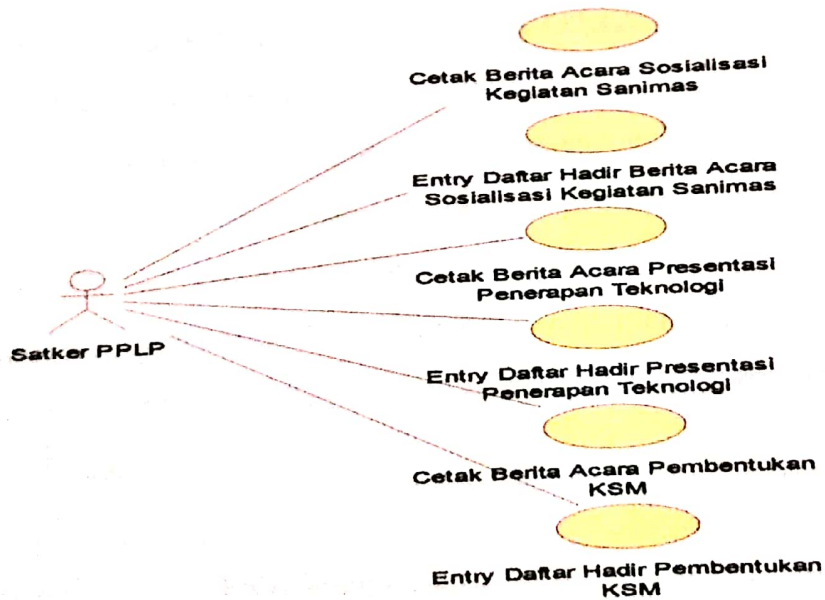 Cetak Berita Acara Sosialisasi
Kegiatan Sanimas
Entry Daftar Hadir Berita Acara
Sosialisasi Kegiatan Sanimas
Cetak Berita Acara Presentasi
Penerapan Teknologi
Satker PPLP
Entry Daftar Hadir Presentasi
Penerapan Teknologi
Cetak Berita Acara Pembentukan
KSM
Entry Daftar Hadir Pembentukan
KSM